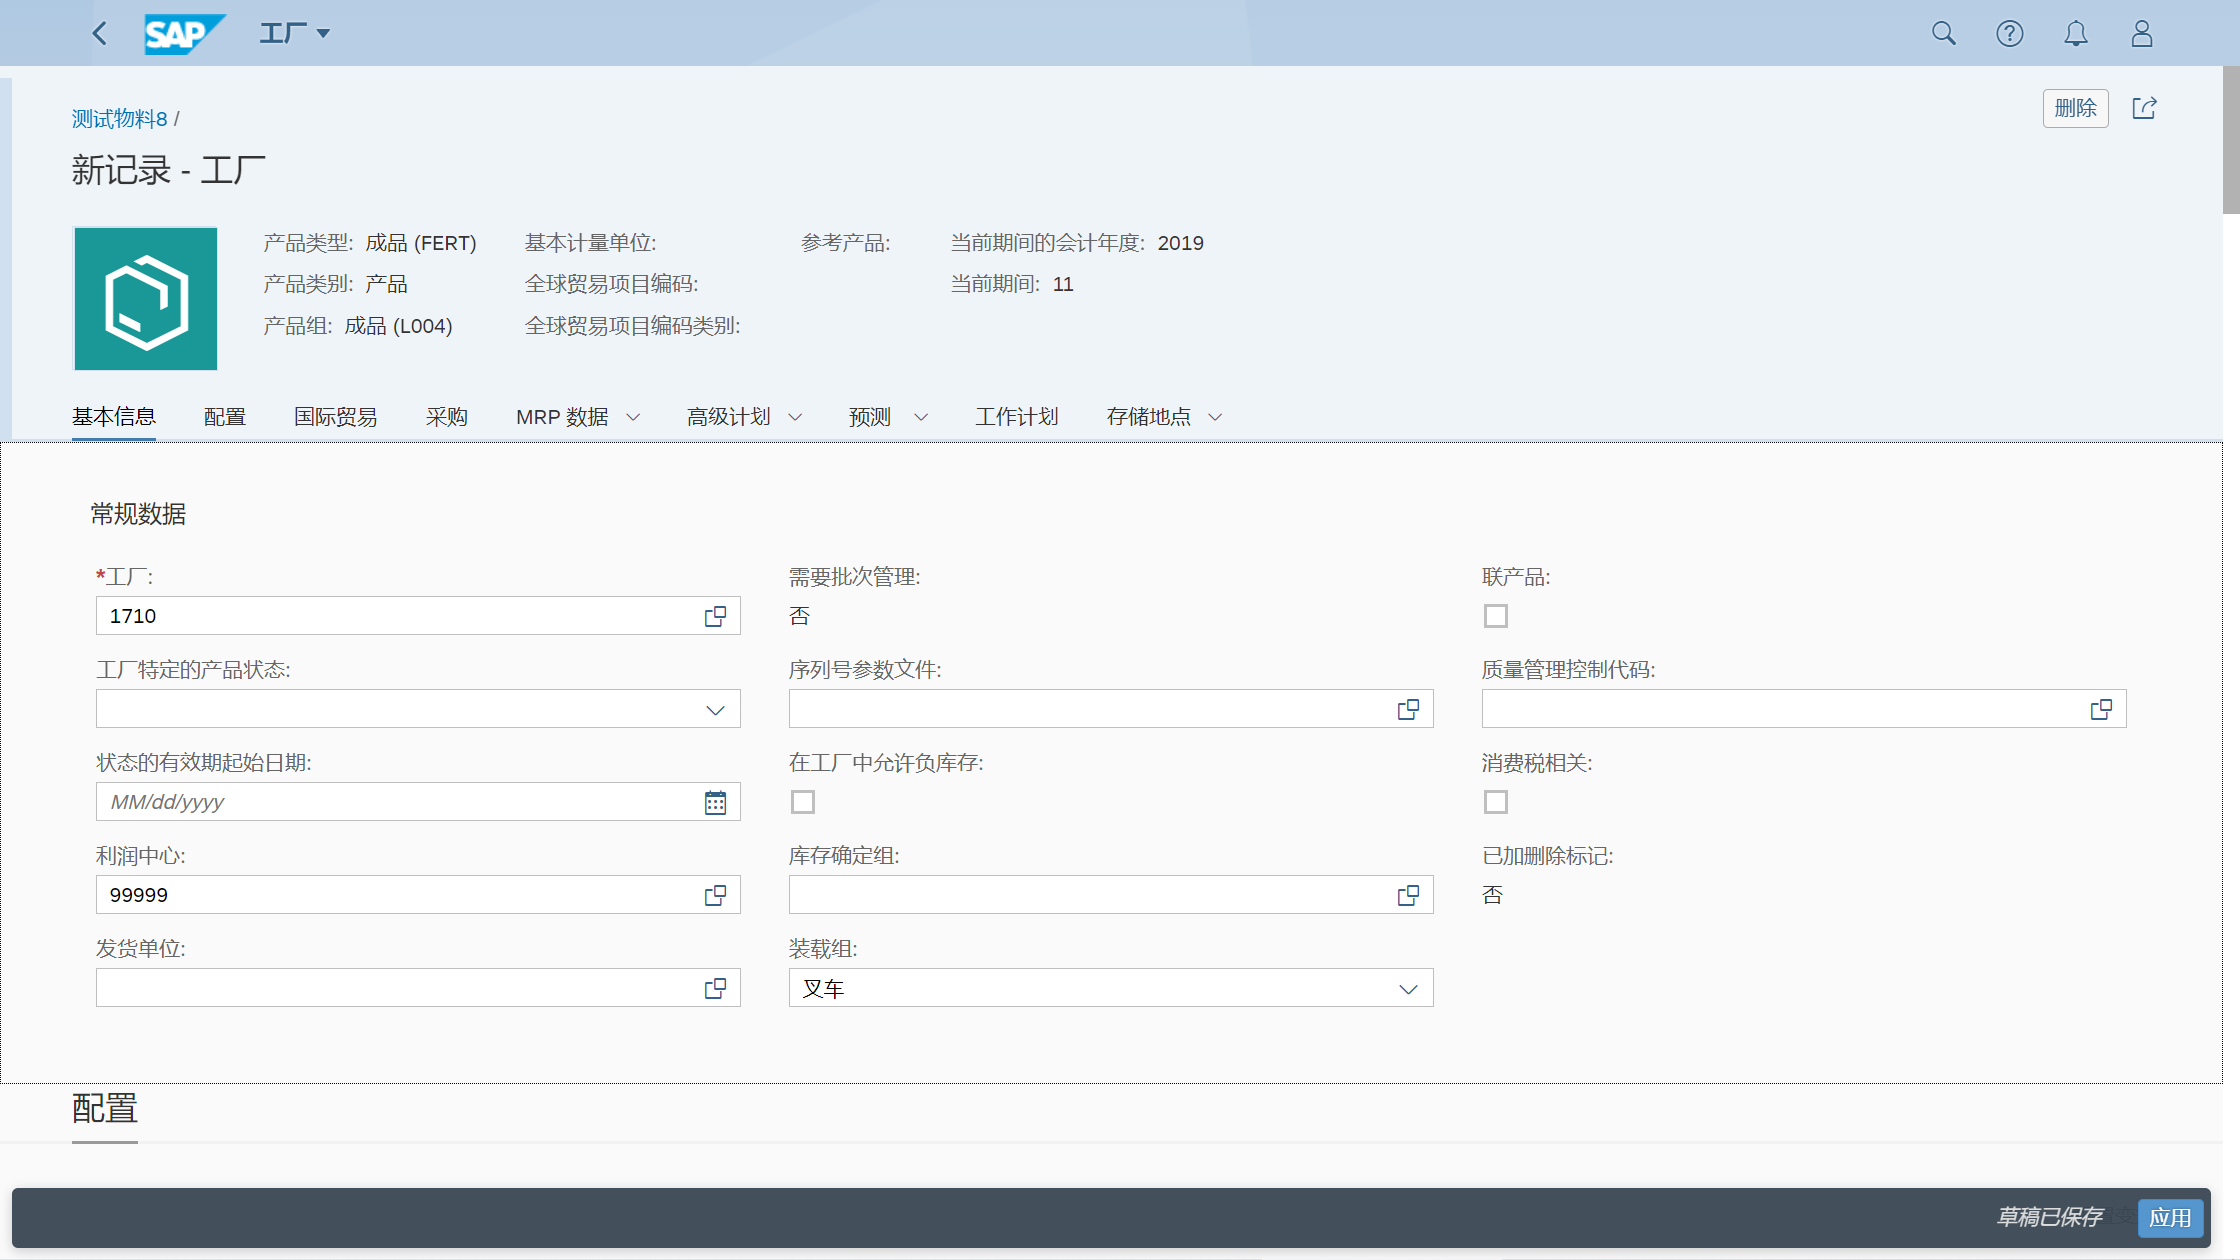 SAP 工厂
测试物料8 /
删除
新记录 - 工厂
产品类型: 成品 (FERT) 基本计量单位: 参考产品: 当前期间的会计年度: 2019
产品类别: 产品 全球贸易项目编码: 当前期间: 11
产品组: 成品 (L004) 全球贸易项目编码类别:
基本信息 配置 国际贸易 采购 MRP 数据 高级计划 预测 工作计划 存储地点
常规数据
*工厂: 需要批次管理: 联产品:
1710 否
工厂特定的产品状态: 序列号参数文件: 质量管理控制代码:
状态的有效期起始日期: 在工厂中允许负库存: 消费税相关:
MM/dd/yyyy
利润中心: 库存确定组: 已加删除标记:
99999 否
发货单位: 装载组:
叉车
配置
草稿已保存 应用